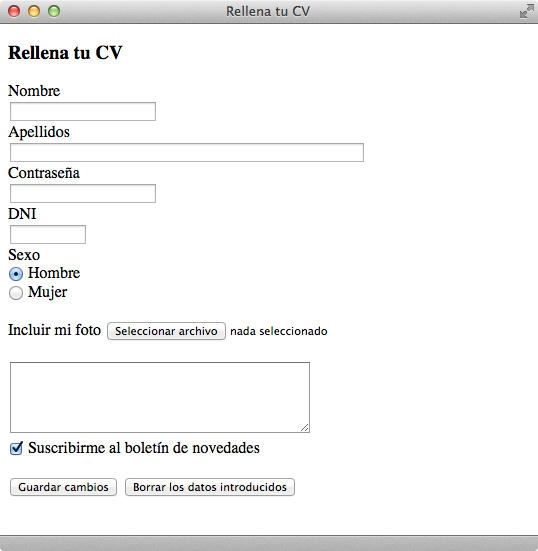 Rellena tu CV
Rellena tu CV
Nombre
Apellidos
Contraseña
DNI
Sexo
Hombre
Mujer
Incluir mi foto Seleccionar archivo nada seleccionado
Suscribirme al boletín de novedades
Guardar cambios Borrar los datos introducidos